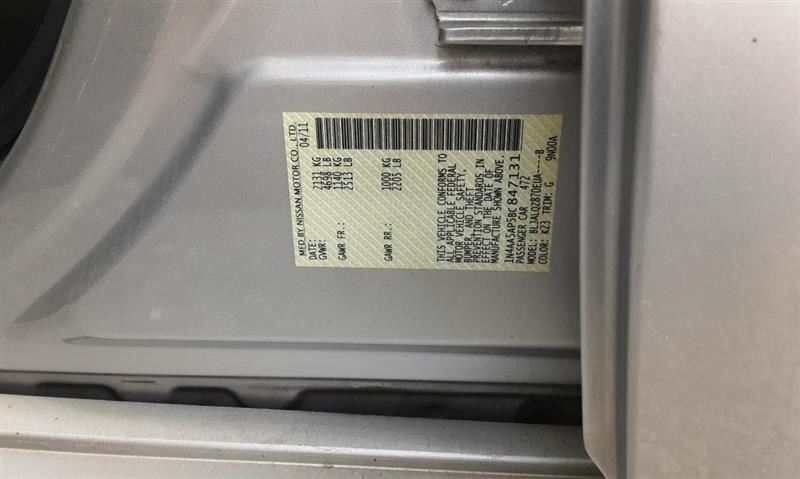 MFD BY NISSAN MOTOR CO.,LTD.
DATE: 04/11
GVWR: 2131 KG
4698 LB
GAWR FR.: 1140 KG
2513 LB
GAWR RR.: 1000 KG
2205 LB
THIS VEHICLE CONFORMS TO
ALL APPLICABLE FEDERAL
MOTOR VEHICLE SAFETY,
BUMPER, AND THEFT
PREVENTION STANDARDS IN
EFFECT ON THE DATE OF
MANUFACTURE SHOWN ABOVE.
1N4AA5AP5BC847131
PASSENGER CAR 472
MODEL: BLJALQZ870EUA----B
COLOR: K23 TRIM: G 9N00A